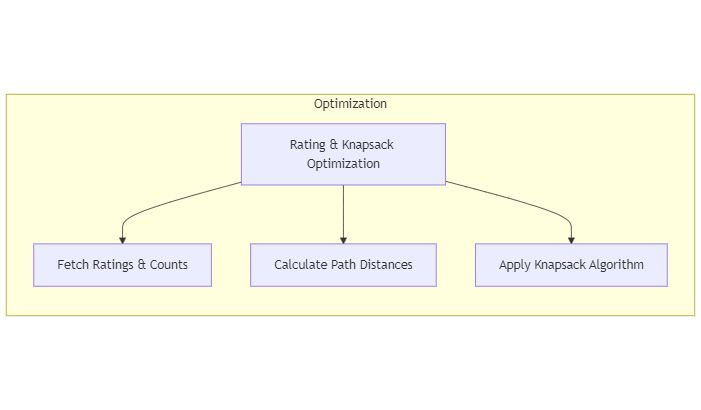 Optimization
Rating & Knapsack
Optimization
Fetch Ratings & Counts
Calculate Path Distances
Apply Knapsack Algorithm